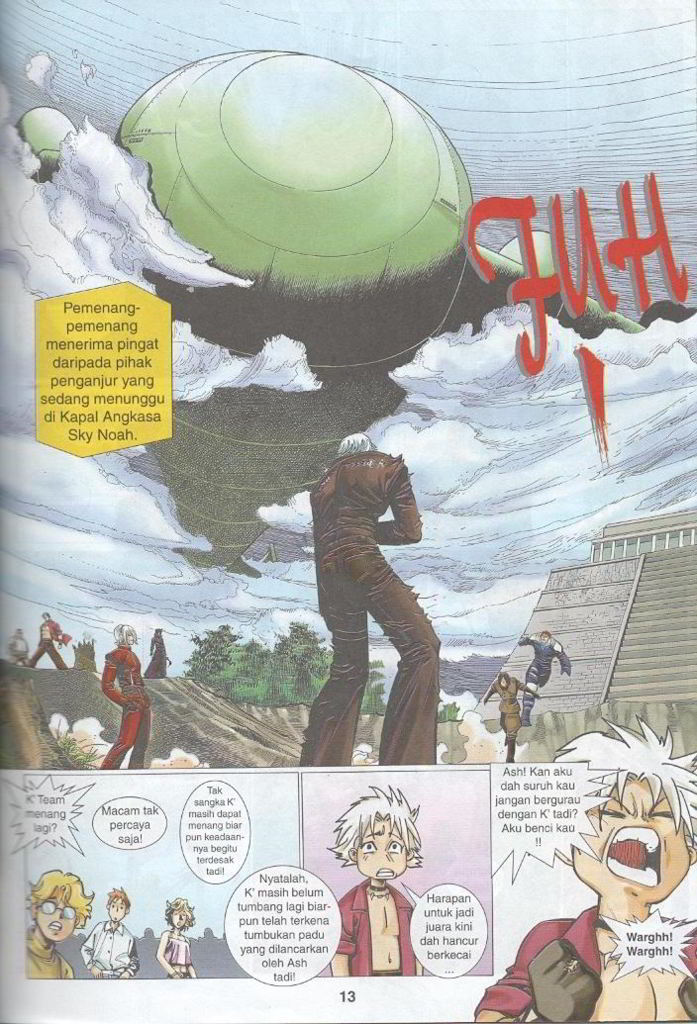 JUH
!
Pemenang-
pemenang
menerima pingat
daripada pihak
penganjur yang
sedang menunggu
di Kapal Angkasa
Sky Noah.
K' Team
menang
lagi?
Macam tak
percaya
saja!
Tak
sangka K'
masih dapat
menang biar
pun keadaan-
nya begitu
terdesak
tadi!
Nyatalah,
K' masih belum
tumbang lagi biar-
pun telah terkena
tumbukan padu
yang dilancarkan
oleh Ash
tadi!
Harapan
untuk jadi
juara kini
dah hancur
berkecai
...
Ash! Kan aku
dah suruh kau
jangan bergurau
dengan K' tadi?
Aku benci kau
!!
Warghh!
Warghh!
13